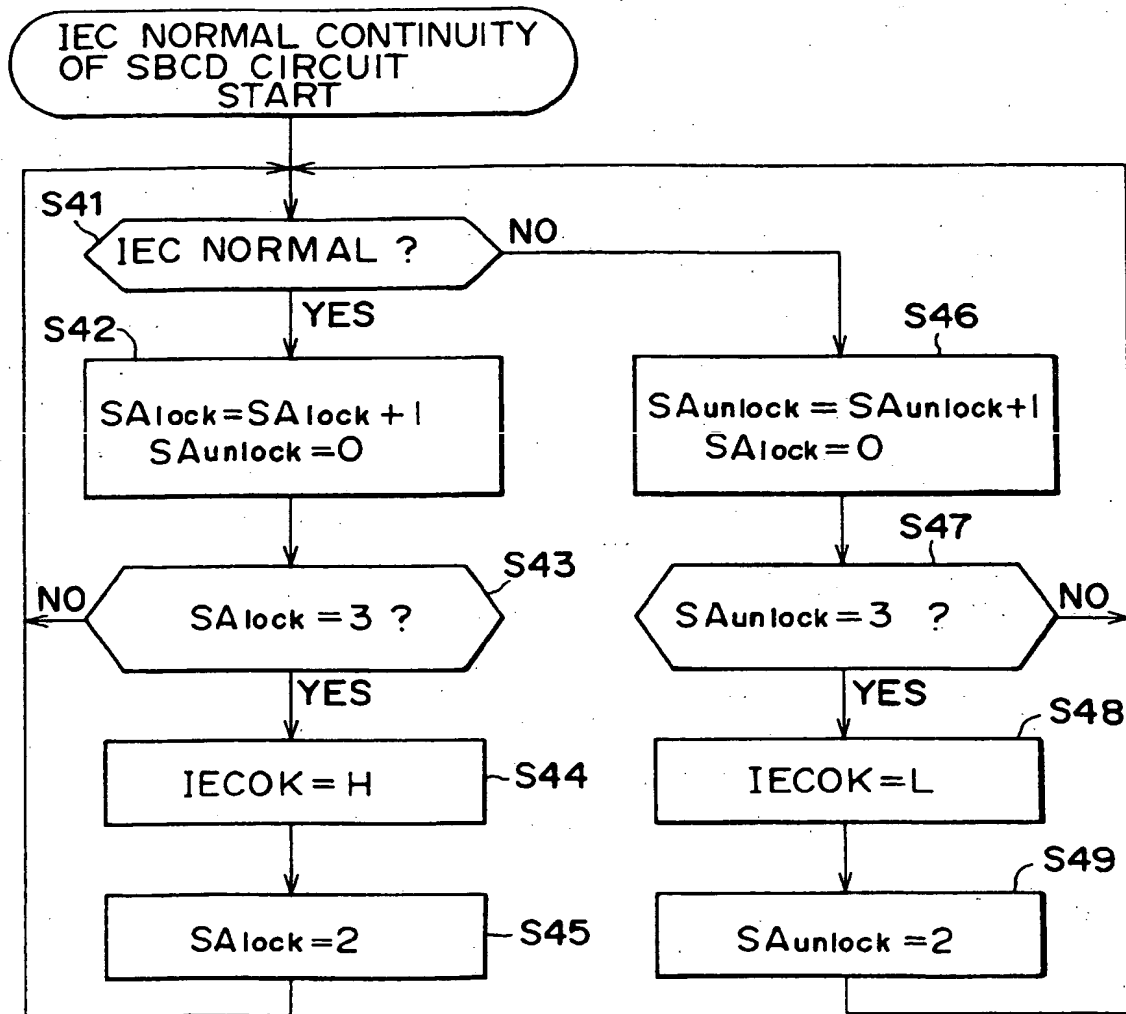 IEC NORMAL CONTINUITY
OF SBCD CIRCUIT
START
S41
IEC NORMAL ?
NO
YES
S42
SAlock=SAlock+1
SAunlock=0
S46
SAunlock=SAunlock+1
SAlock=0
S43
NO
SAlock=3 ?
YES
S47
SAunlock=3 ?
NO
YES
IECOK=H
S44
S48
IECOK=L
SAlock=2
S45
S49
SAunlock=2